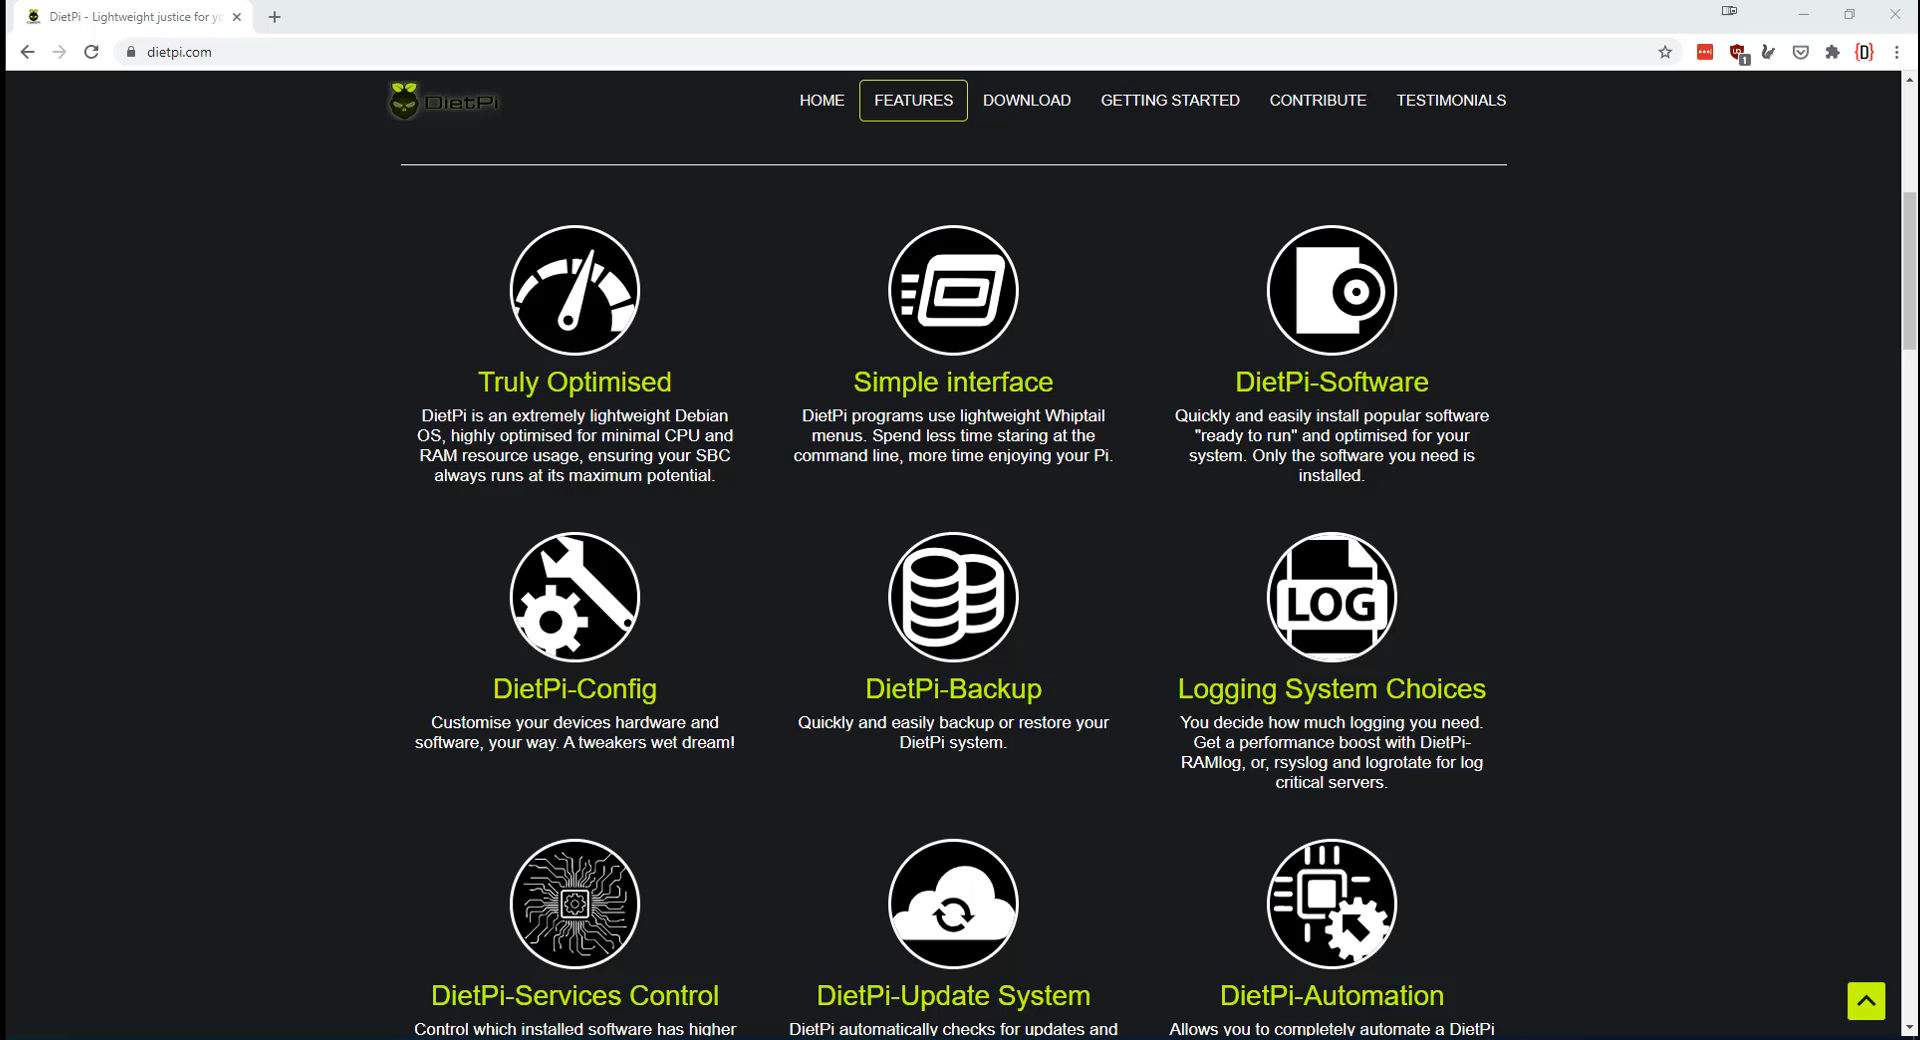 DietPi - Lightweight justice for yo
dietpi.com
1
DietPi
HOME
FEATURES
DOWNLOAD
GETTING STARTED
CONTRIBUTE
TESTIMONIALS
Truly Optimised
DietPi is an extremely lightweight Debian
OS, highly optimised for minimal CPU and
RAM resource usage, ensuring your SBC
always runs at its maximum potential.
Simple interface
DietPi programs use lightweight Whiptail
menus. Spend less time staring at the
command line, more time enjoying your Pi.
DietPi-Software
Quickly and easily install popular software
"ready to run" and optimised for your
system. Only the software you need is
installed.
DietPi-Config
Customise your devices hardware and
software, your way. A tweakers wet dream!
DietPi-Backup
Quickly and easily backup or restore your
DietPi system.
LOG
Logging System Choices
You decide how much logging you need.
Get a performance boost with DietPi-
RAMlog, or, rsyslog and logrotate for log
critical servers.
DietPi-Services Control
Control which installed software has higher
DietPi-Update System
DietPi automatically checks for updates and
DietPi-Automation
Allows you to completely automate a DietPi